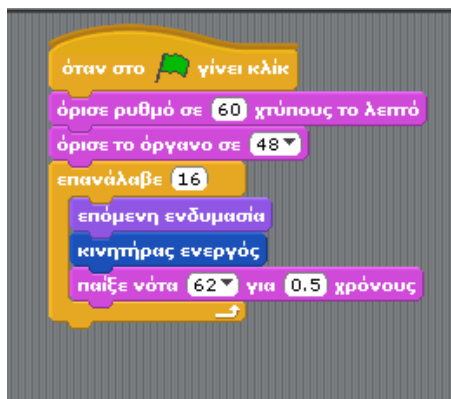 όταν στο γίνει κλίκ
όρισε ρυθμό σε 60 χτύπους το λεπτό
όρισε το όργανο σε 48
επανάλαβε 16
επόμενη ενδυμασία
κινητήρας ενεργός
παίξε νότα 62 για 0.5 χρόνους